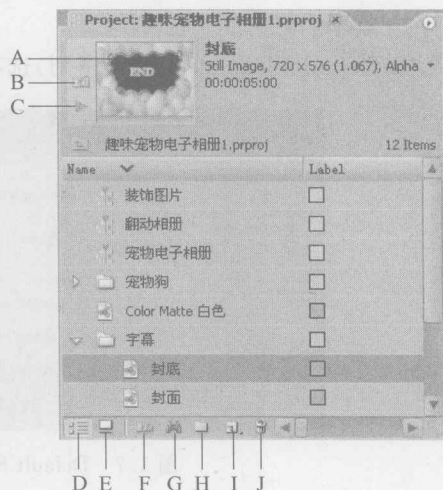 Project: 趣味宠物电子相册1.prproj ×
封底
Still Image, 720 x 576 (1.067), Alpha
00:00:05:00
A
END
B
C
趣味宠物电子相册1.prproj 12 Items
Name Label
装饰图片
翻动相册
宠物电子相册
宠物狗
Color Matte 白色
字幕
封底
封面
D E F G H I J